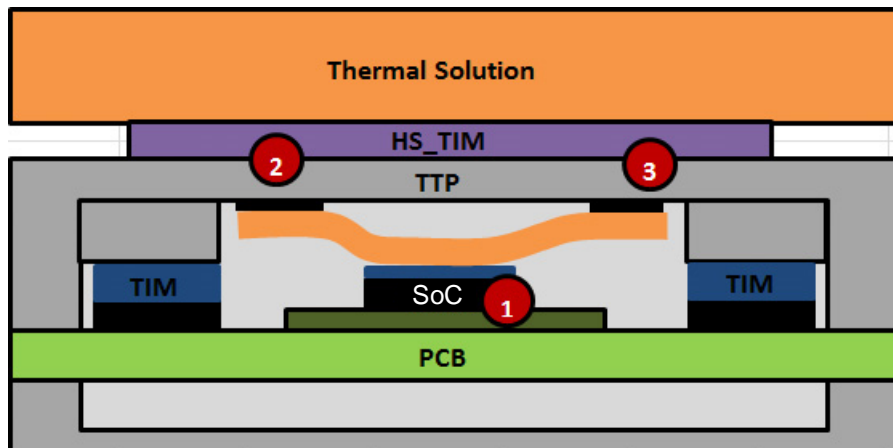 Thermal Solution
HS_TIM
2
3
TTP
TIM
SoC
1
TIM
PCB